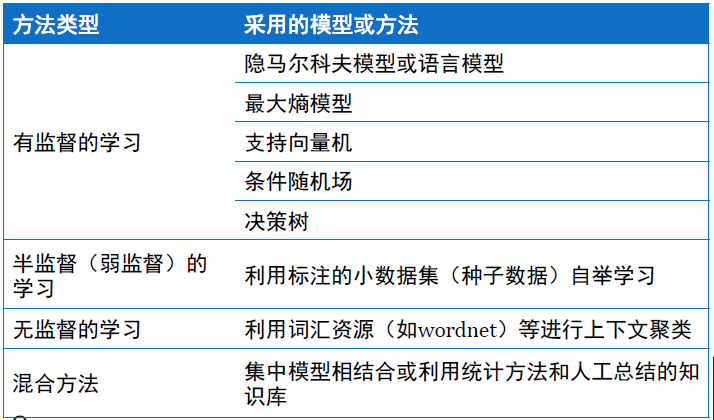 方法类型 采用的模型或方法
有监督的学习
隐马尔科夫模型或语言模型
最大熵模型
支持向量机
条件随机场
决策树
半监督（弱监督）的
学习
利用标注的小数据集（种子数据）自举学习
无监督的学习 利用词汇资源（如wordnet）等进行上下文聚类
混合方法
集中模型相结合或利用统计方法和人工总结的知
识库